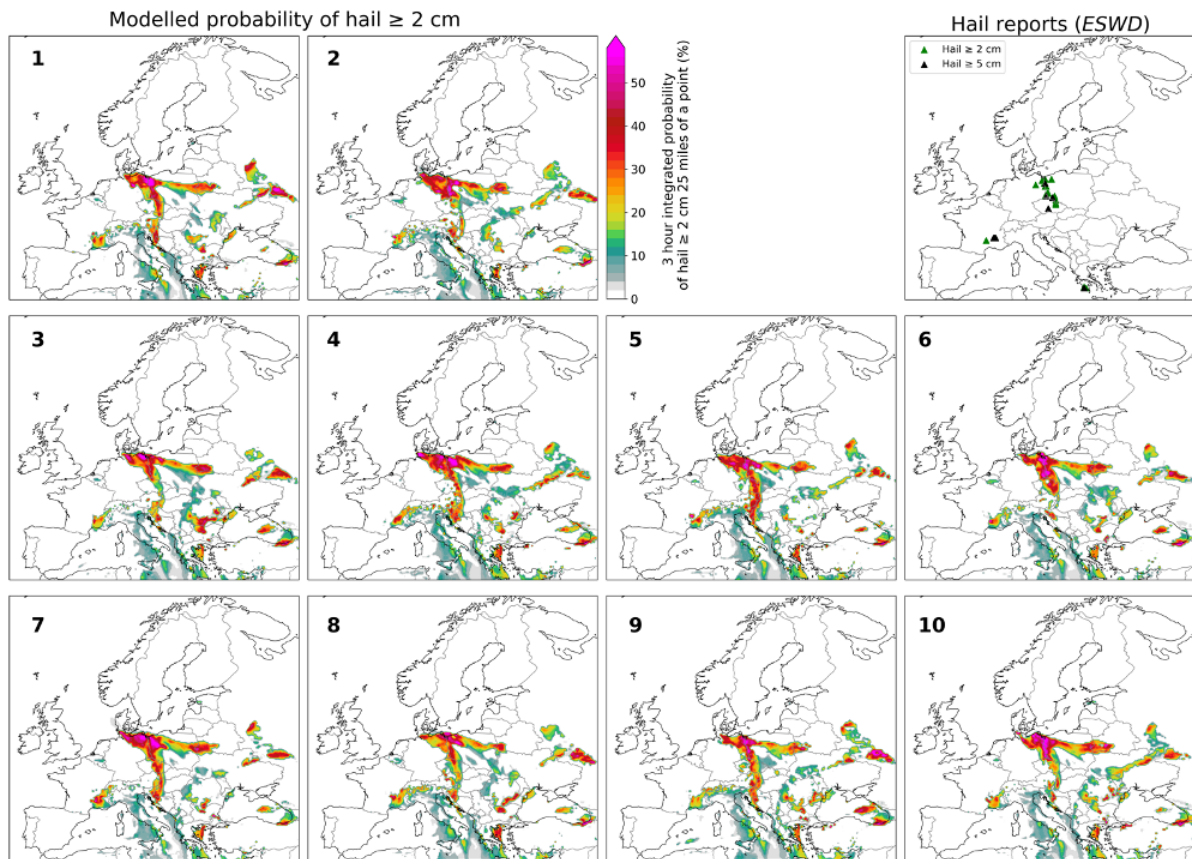 Modelled probability of hail ≥ 2 cm
Hail reports (ESWD)
1
2
50
40
30
20
10
0
3 hour integrated probability
of hail ≥ 2 cm 25 miles of a point (%)
Hail ≥ 2 cm
Hail ≥ 5 cm
3
4
5
6
7
8
9
10